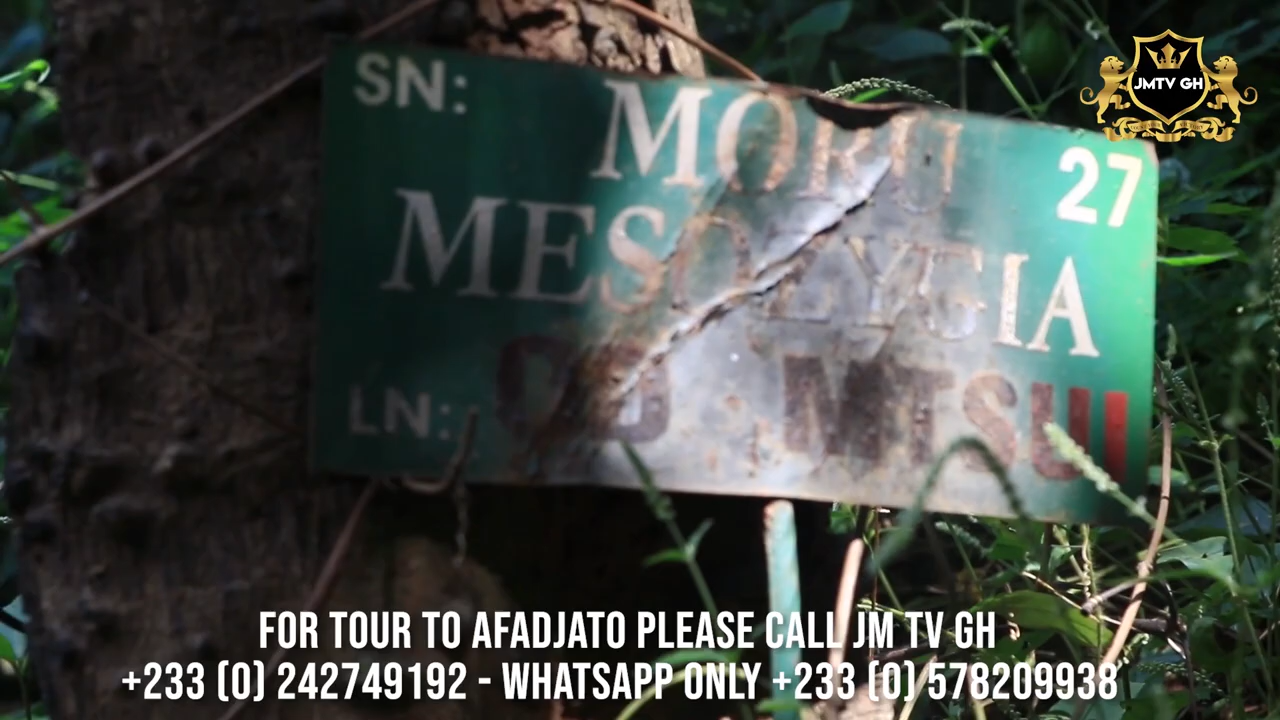 JMTV GH
SN: MORU 27
MESOZYGIA
LN:
FOR TOUR TO AFADJATO PLEASE CALL JM TV GH
+233 (0) 242749192 - WHATSAPP ONLY +233 (0) 578209938